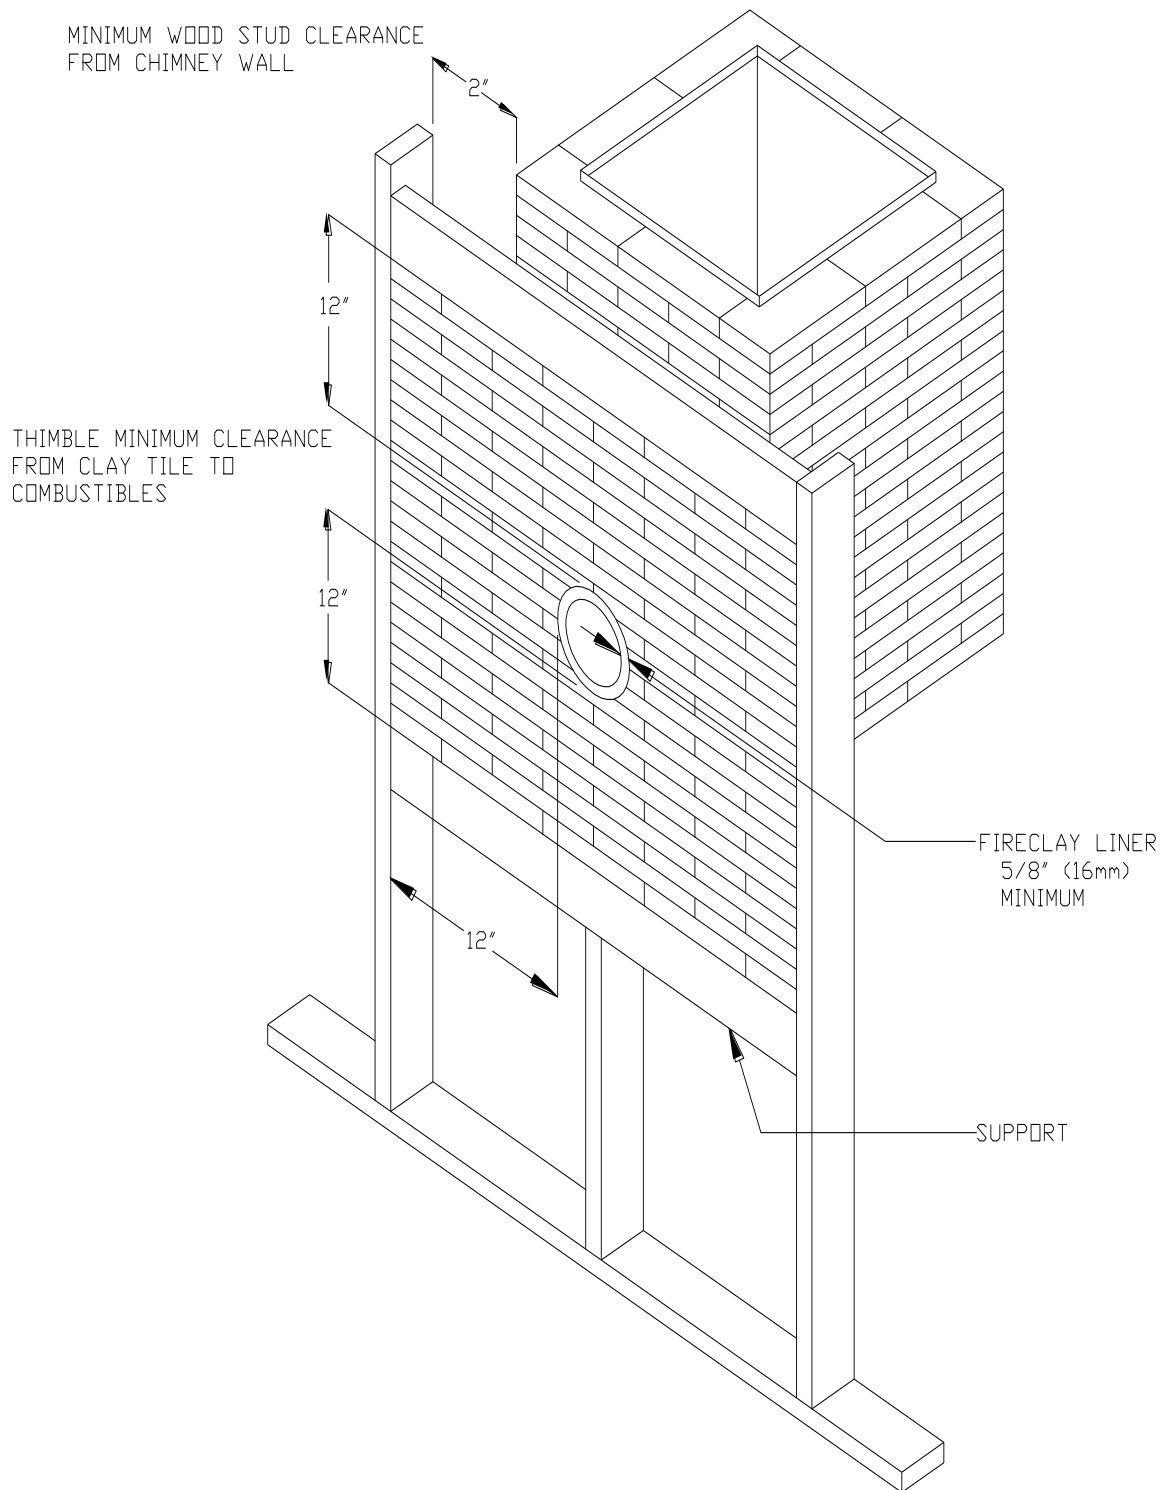 MINIMUM WOOD STUD CLEARANCE
FROM CHIMNEY WALL
2"
12"
THIMBLE MINIMUM CLEARANCE
FROM CLAY TILE TO
COMBUSTIBLES
12"
FIRECLAY LINER
5/8" (16mm)
MINIMUM
12"
SUPPORT